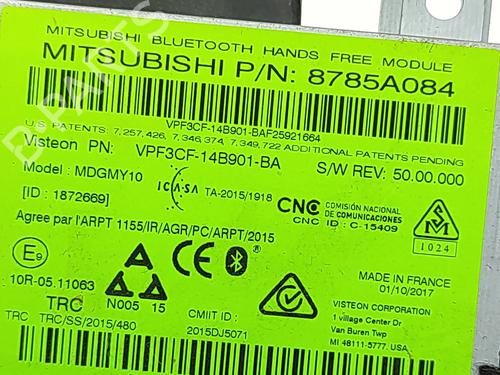 MITSUBISHI BLUETOOTH HANDS FREE MODULE
MITSUBISHI P/N: 8785A084
VPF3CF-14B901-BAF25921664
U.S. PATENTS: 7,257,426, 7,346,374, 7,349,722 ADDITIONAL PATENTS PENDING
Visteon PN: VPF3CF-14B901-BA
S/W REV: 50.00.000
Model: MDGMY10
[ID : 1872669]
ICASA TA-2015/1918
CNC COMISIÓN NACIONAL DE COMUNICACIONES
CNC ID : C-15409
1024
Agree par l'ARPT 1155/IR/AGR/PC/ARPT/2015
E9
CE
10R-05.11063
N005 15
TRC
TRC TRC/SS/2015/480
CMIIT ID:
2015DJ5071
MADE IN FRANCE
01/10/2017
VISTEON CORPORATION
1 village Center Dr
Van Buren Twp
MI 48111-5777. USA.